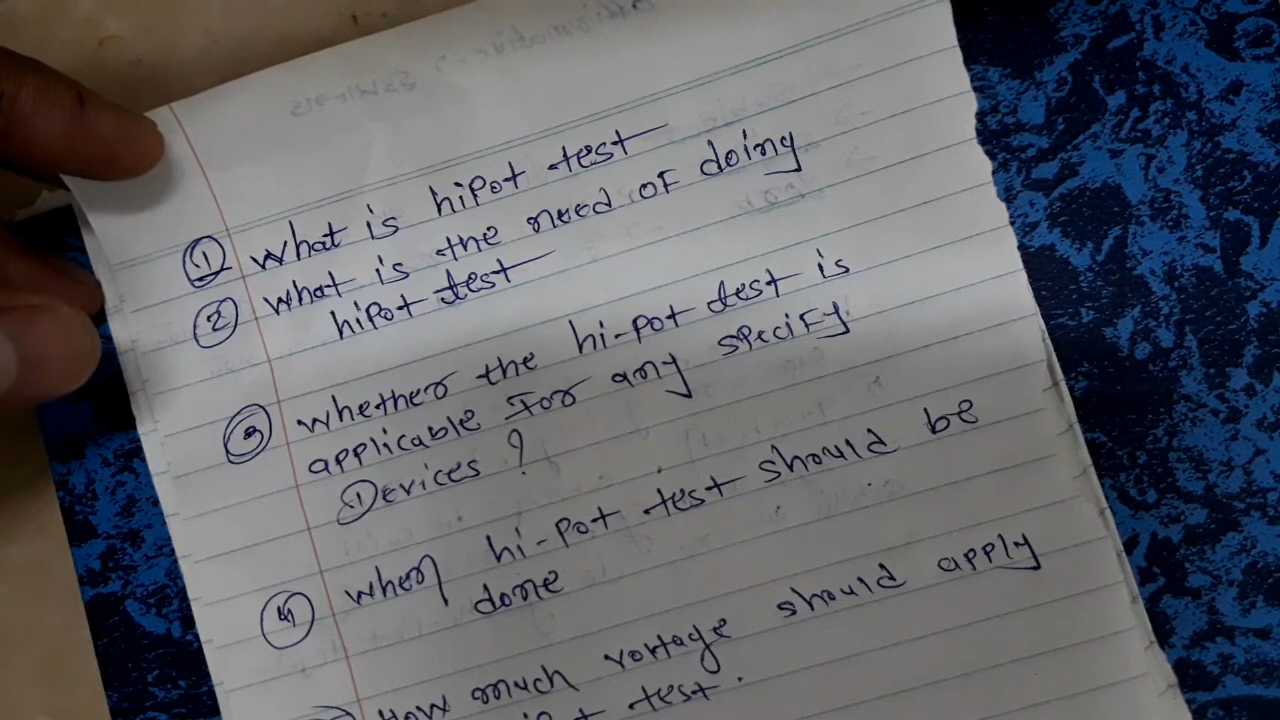 ① what is hipot test
② what is the need of doing
hipot test
③ whether the hi-pot test is
applicable For any specify
Devices ?
④ when hi-pot test should be
done
How much voltage should apply
test.